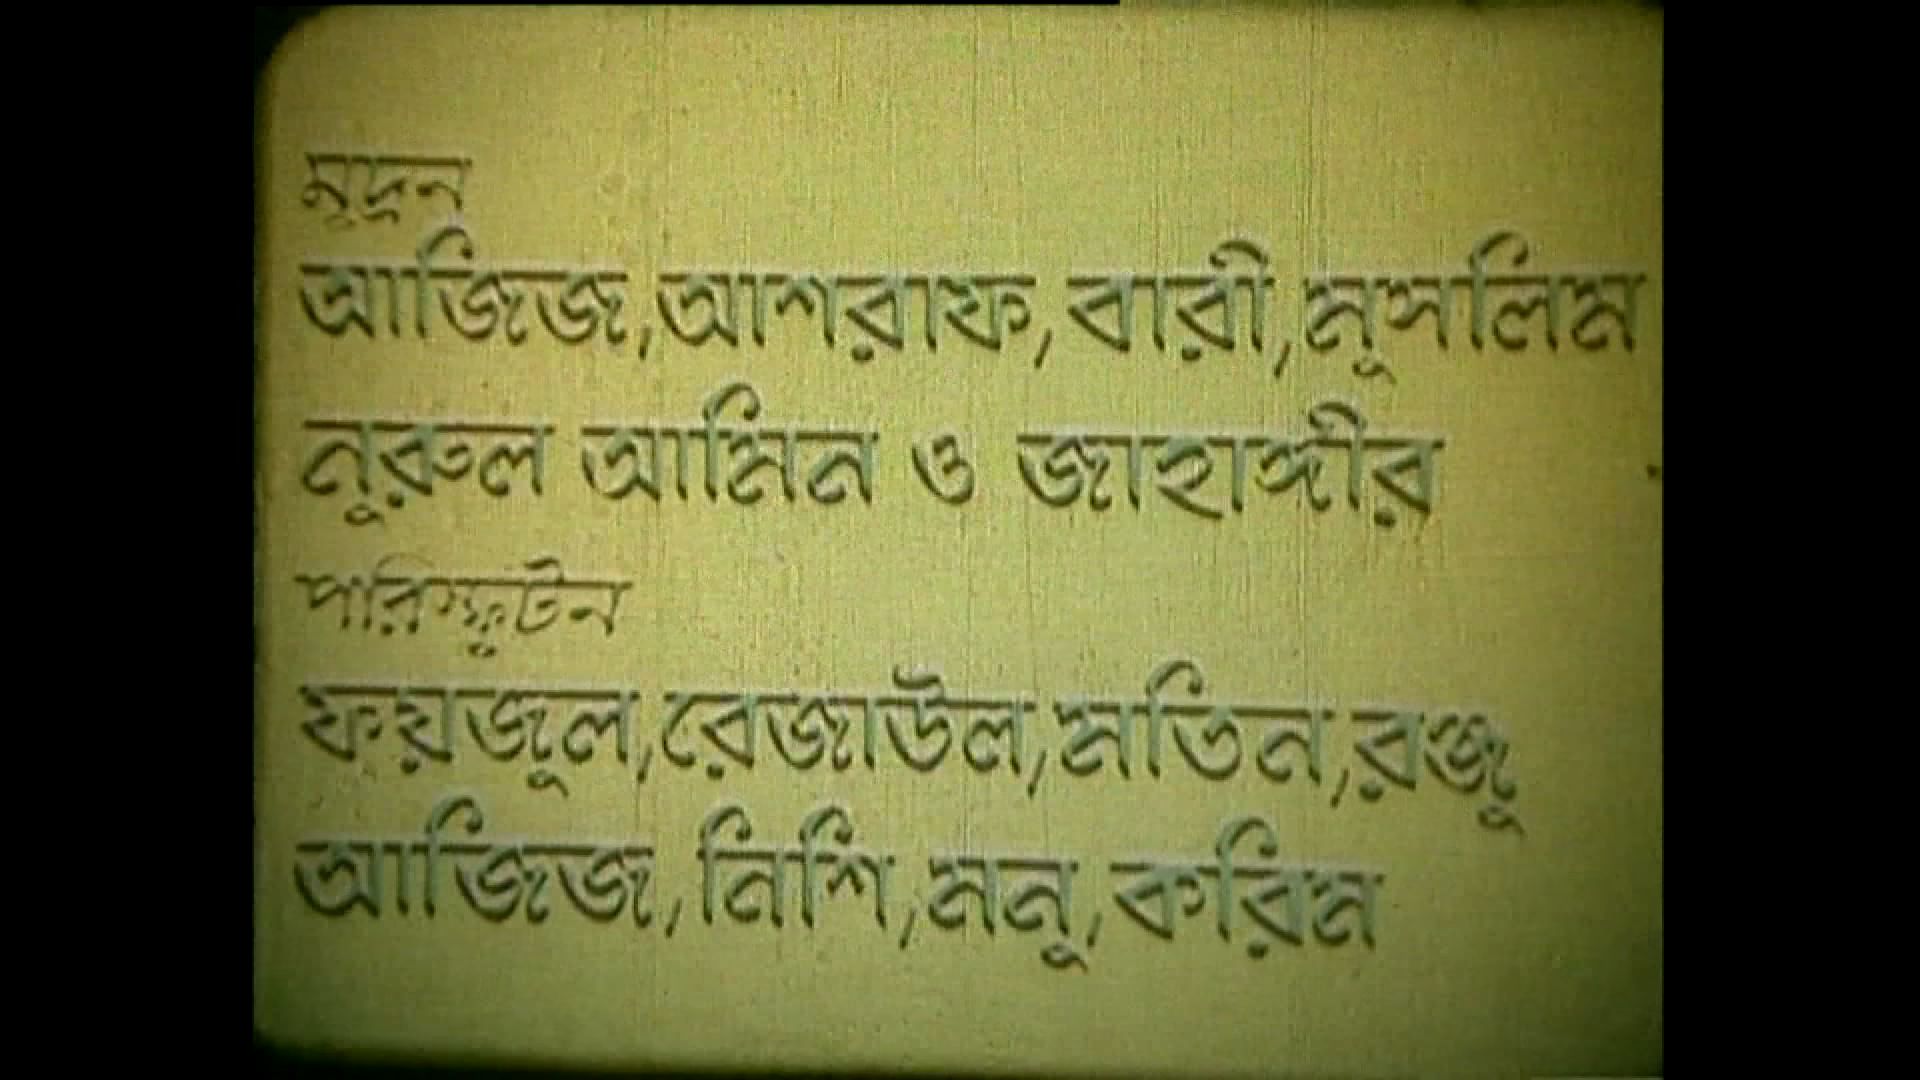 মুদ্রন
আজিজ,আশরাফ,বারী,মুসলিম
নূরুল আমিন ও জাহাঙ্গীর
পরিস্ফুটন
ফয়জুল,রেজাউল,মতিন,রঞ্জু
আজিজ,নিশি,মনু,করিম